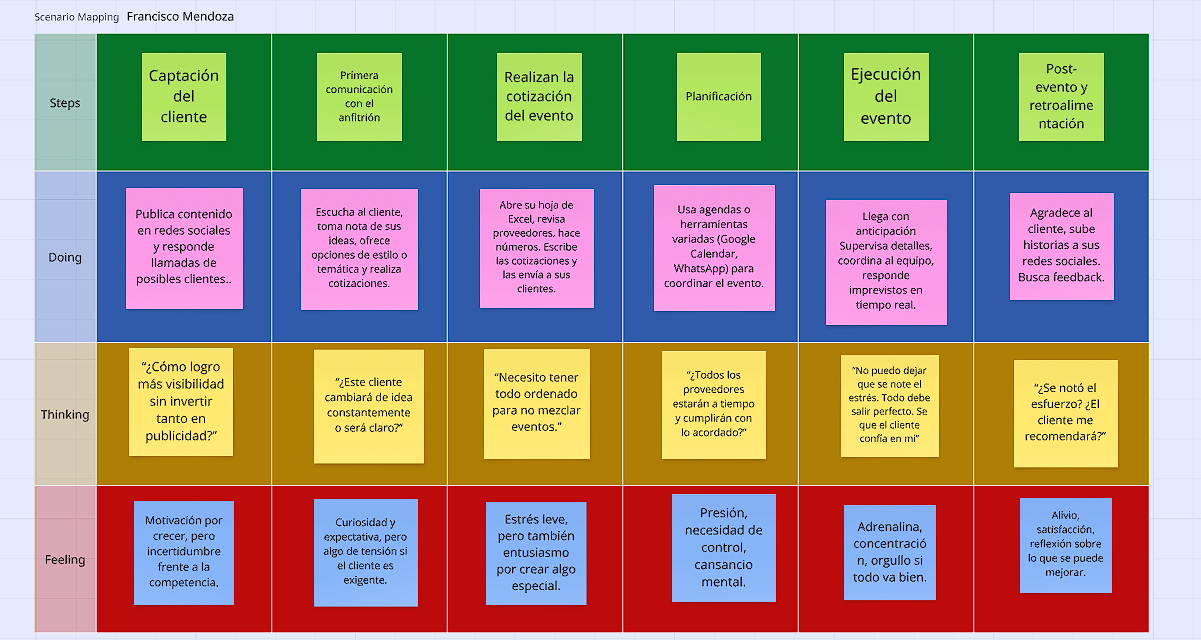 Scenario Mapping Francisco Mendoza
Steps
Captación
del
cliente
Primera
comunicación
con el
anfitrión
Realizan la
cotización
del evento
Planificación
Ejecución
del
evento
Post-
evento y
retroalime
ntación
Doing
Publica contenido
en redes sociales
y responde
llamadas de
posibles clientes..
Escucha al cliente,
toma nota de sus
ideas, ofrece
opciones de estilo o
temática y realiza
cotizaciones.
Abre su hoja de
Excel, revisa
proveedores, hace
números. Escribe
las cotizaciones y
las envía a sus
clientes.
Usa agendas o
herramientas
variadas (Google
Calendar,
WhatsApp) para
coordinar el evento.
Llega con
anticipación
Supervisa detalles,
coordina al equipo,
responde
imprevistos en
tiempo real.
Agradece al
cliente, sube
historias a sus
redes sociales.
Busca feedback.
Thinking
“¿Cómo logro
más visibilidad
sin invertir
tanto en
publicidad?”
“¿Este cliente
cambiará de idea
constantemente
o será claro?”
“Necesito tener
todo ordenado
para no mezclar
eventos.”
“¿Todos los
proveedores
estarán a tiempo
y cumplirán con
lo acordado?”
“No puedo dejar
que se note el
estrés. Todo debe
salir perfecto. Se
que el cliente
confía en mi”
“¿Se notó el
esfuerzo? ¿El
cliente me
recomendará?”
Feeling
Motivación por
crecer, pero
incertidumbre
frente a la
competencia.
Curiosidad y
expectativa, pero
algo de tensión si
el cliente es
exigente.
Estrés leve,
pero también
entusiasmo
por crear algo
especial.
Presión,
necesidad de
control,
cansancio
mental.
Adrenalina,
concentració
n, orgullo si
todo va bien.
Alivio,
satisfacción,
reflexión sobre
lo que se puede
mejorar.